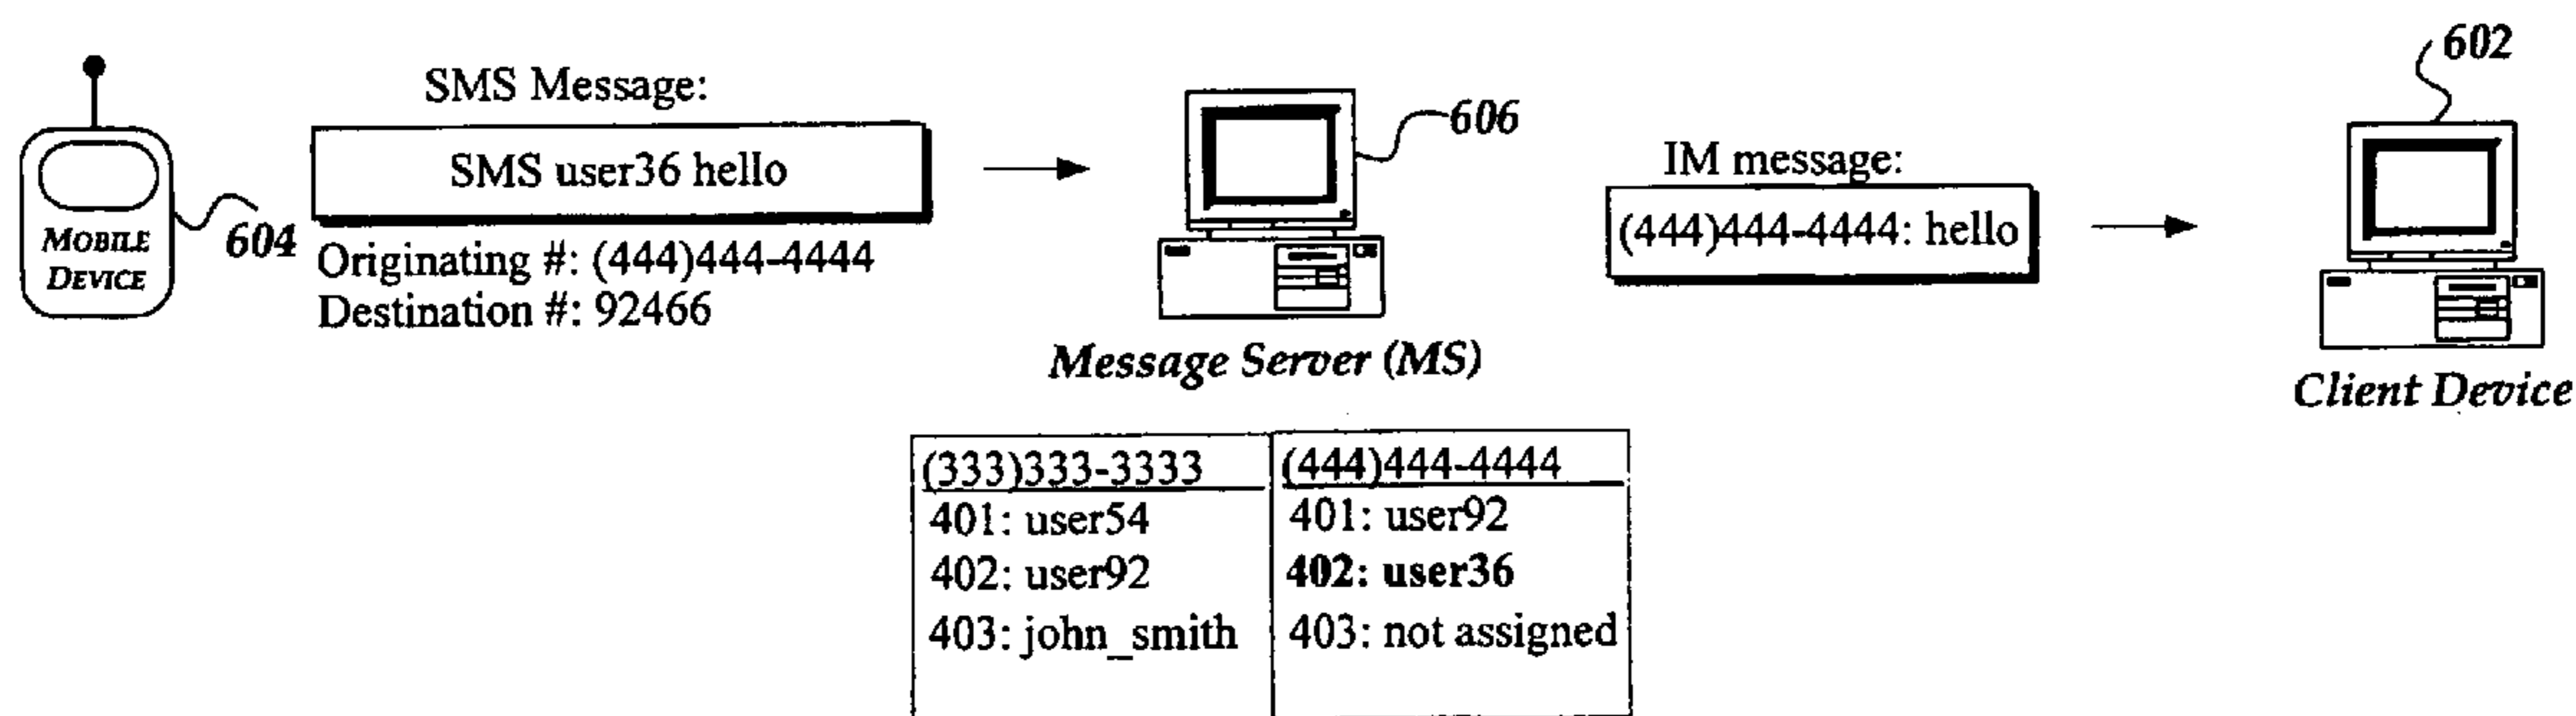 602
SMS Message:
606
SMS user36 hello
IM message:
MOBILE
DEVICE
604
(444)444-4444: hello
Originating #: (444)444-4444
Destination #: 92466
Message Server (MS)
Client Device
(333)333-3333
401: user54
402: user92
403: john_smith
(444)444-4444
401: user92
402: user36
403: not assigned